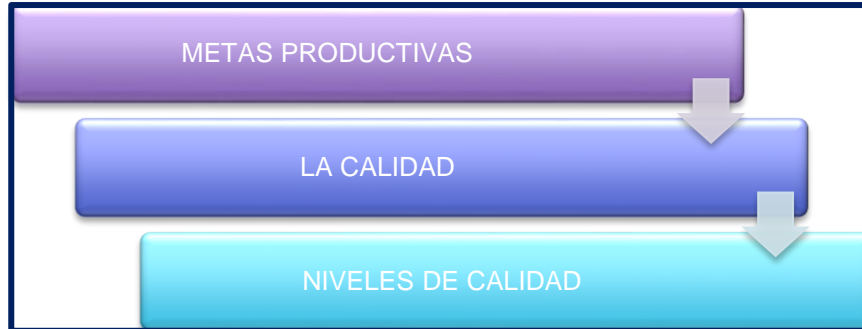 METAS PRODUCTIVAS
LA CALIDAD
NIVELES DE CALIDAD